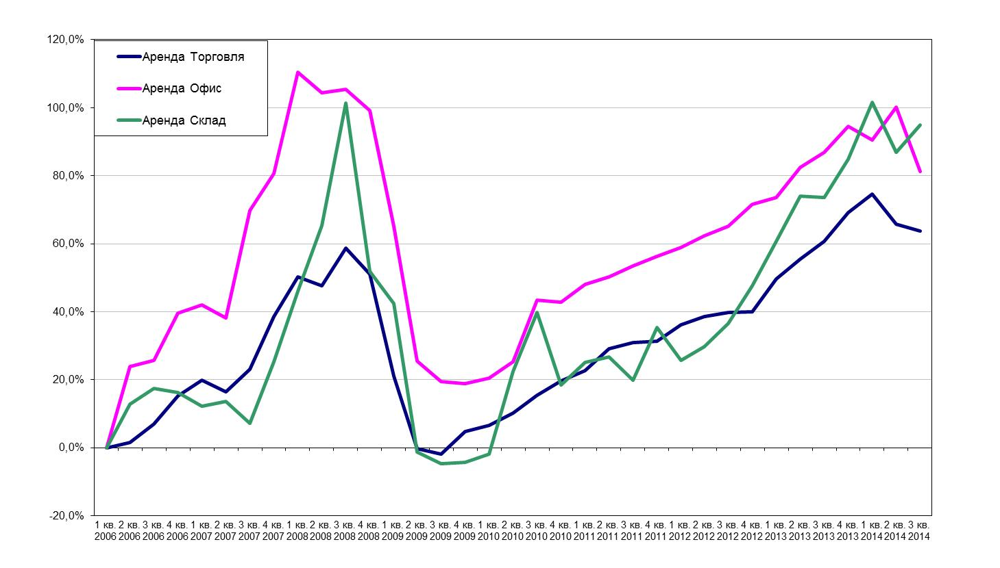 120,0%
Аренда Торговля
Аренда Офис
100,0%
Аренда Склад
80,0%
60,0%
40,0%
20,0%
0,0%
-20,0%
1 кв. 2 кв. 3 кв. 4 кв. 1 кв. 2 кв. 3 кв. 4 кв. 1 кв. 2 кв. 3 кв. 4 кв. 1 кв. 2 кв. 3 кв. 4 кв. 1 кв. 2 кв. 3 кв. 4 кв. 1 кв. 2 кв. 3 кв. 4 кв. 1 кв. 2 кв. 3 кв. 4 кв. 1 кв. 2 кв. 3 кв. 4 кв. 1 кв. 2 кв. 3 кв.
2006 2006 2006 2006 2007 2007 2007 2007 2008 2008 2008 2008 2009 2009 2009 2009 2010 2010 2010 2010 2011 2011 2011 2011 2012 2012 2012 2012 2013 2013 2013 2013 2014 2014 2014